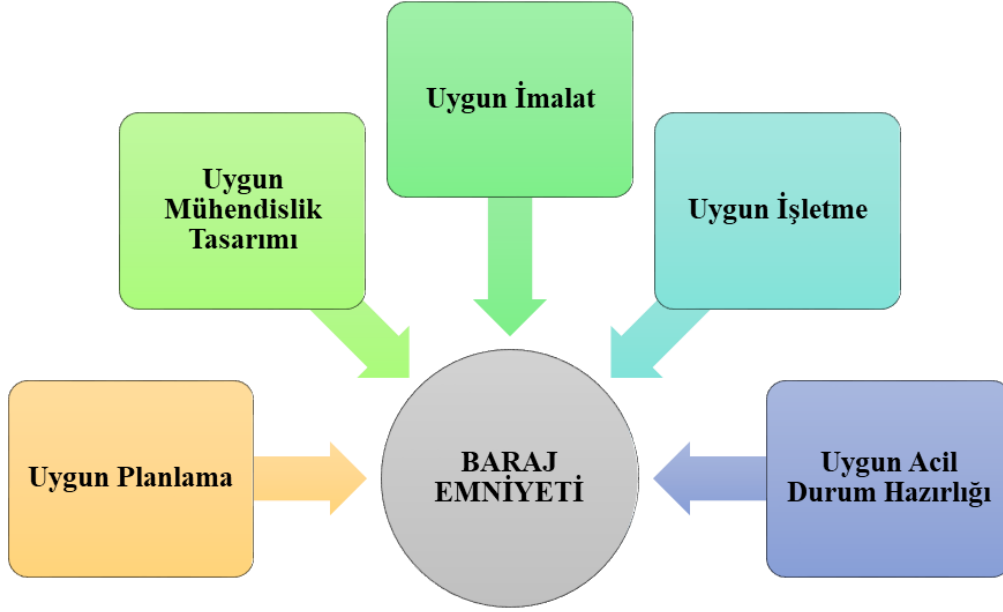 Uygun İmalat
Uygun
Mühendislik
Tasarımı
Uygun İşletme
Uygun Planlama
BARAJ
EMNİYETİ
Uygun Acil
Durum Hazırlığı